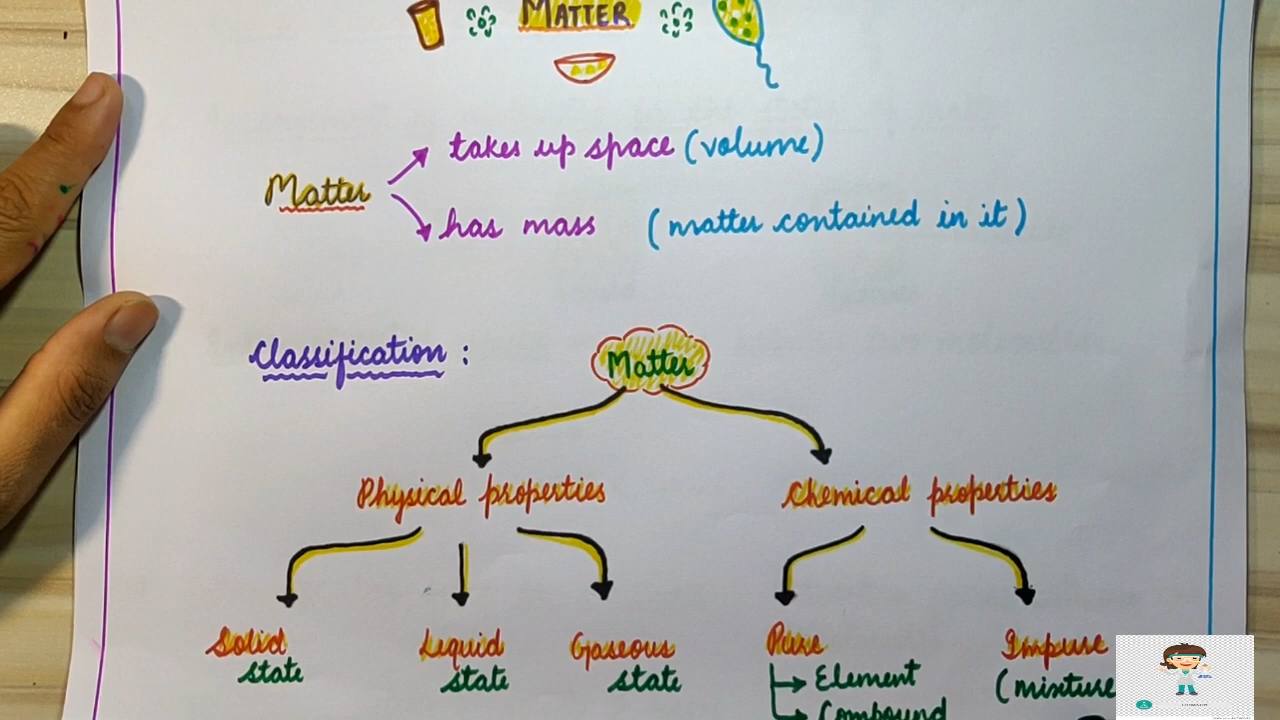 MATTER
takes up space (volume)
Matter
has mass (matter contained in it)
Classification :
Matter
Physical properties
Chemical properties
Solid state
Liquid state
Gaseous state
Pure
Impure
Element
(mixture
Compound